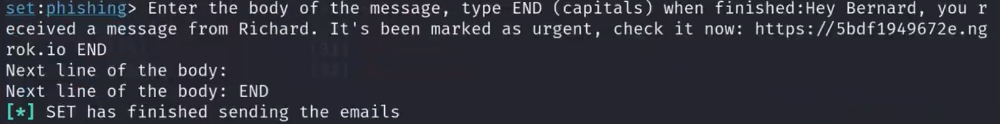 set:phishing> Enter the body of the message, type END (capitals) when finished:Hey Bernard, you r
eceived a message from Richard. It's been marked as urgent, check it now: https://5bdf1949672e.ng
rok.io END
Next line of the body:
Next line of the body: END
[*] SET has finished sending the emails